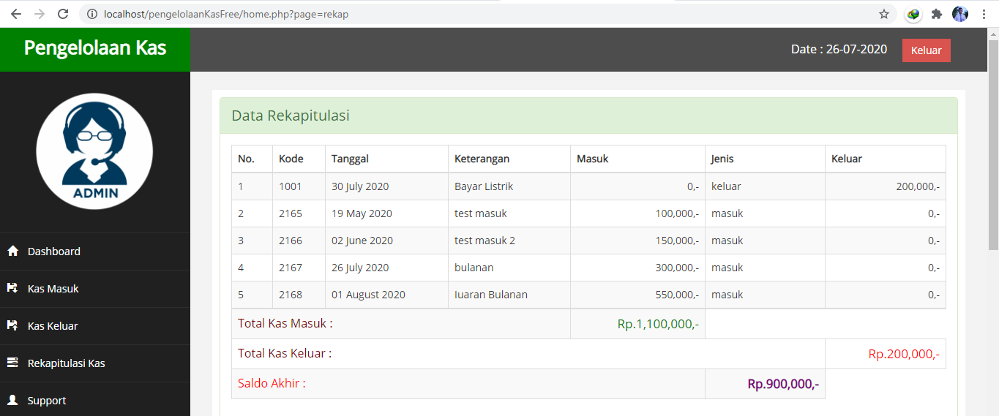 localhost/pengelolaanKasFree/home.php?page=rekap
Pengelolaan Kas
Date : 26-07-2020 Keluar
ADMIN
Dashboard
Kas Masuk
Kas Keluar
Rekapitulasi Kas
Support
Data Rekapitulasi
No. Kode Tanggal Keterangan Masuk Jenis Keluar
1 1001 30 July 2020 Bayar Listrik 0,- keluar 200,000,-
2 2165 19 May 2020 test masuk 100,000,- masuk 0,-
3 2166 02 June 2020 test masuk 2 150,000,- masuk 0,-
4 2167 26 July 2020 bulanan 300,000,- masuk 0,-
5 2168 01 August 2020 Iuaran Bulanan 550,000,- masuk 0,-
Total Kas Masuk : Rp.1,100,000,-
Total Kas Keluar : Rp.200,000,-
Saldo Akhir : Rp.900,000,-